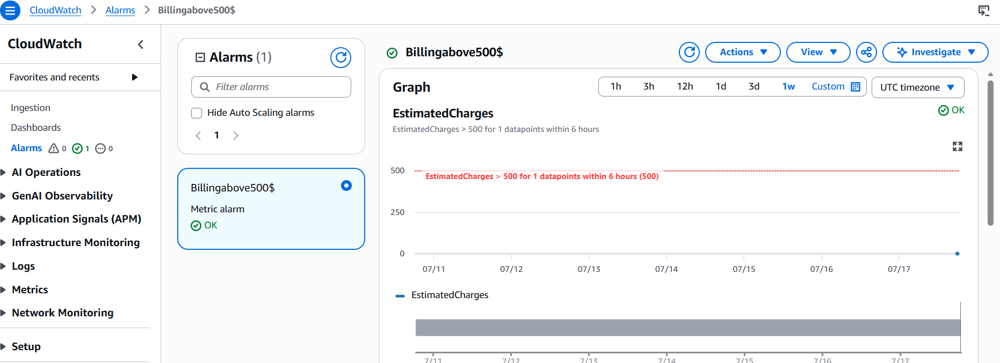 CloudWatch > Alarms > Billingabove500$
CloudWatch
Favorites and recents
Ingestion
Dashboards
Alarms 0 1 0
AI Operations
GenAI Observability
Application Signals (APM)
Infrastructure Monitoring
Logs
Metrics
Network Monitoring
Setup
Alarms (1)
Filter alarms
Hide Auto Scaling alarms
1
Billingabove500$
Metric alarm
OK
Billingabove500$
Actions
View
Investigate
Graph
1h 3h 12h 1d 3d 1w Custom
UTC timezone
EstimatedCharges
OK
EstimatedCharges > 500 for 1 datapoints within 6 hours
500
EstimatedCharges > 500 for 1 datapoints within 6 hours (500)
250
0
07/11 07/12 07/13 07/14 07/15 07/16 07/17
EstimatedCharges
7/11 7/12 7/13 7/14 7/15 7/16 7/17